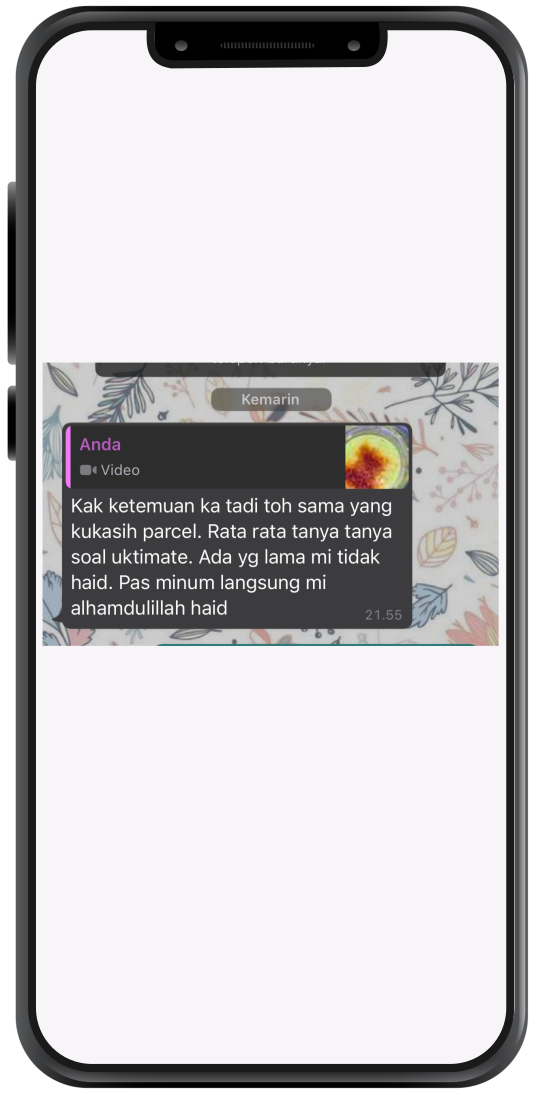 Kemarin
Anda
Video
Kak ketemuan ka tadi toh sama yang
kukasih parcel. Rata rata tanya tanya
soal uktimate. Ada yg lama mi tidak
haid. Pas minum langsung mi
alhamdulillah haid
21.55